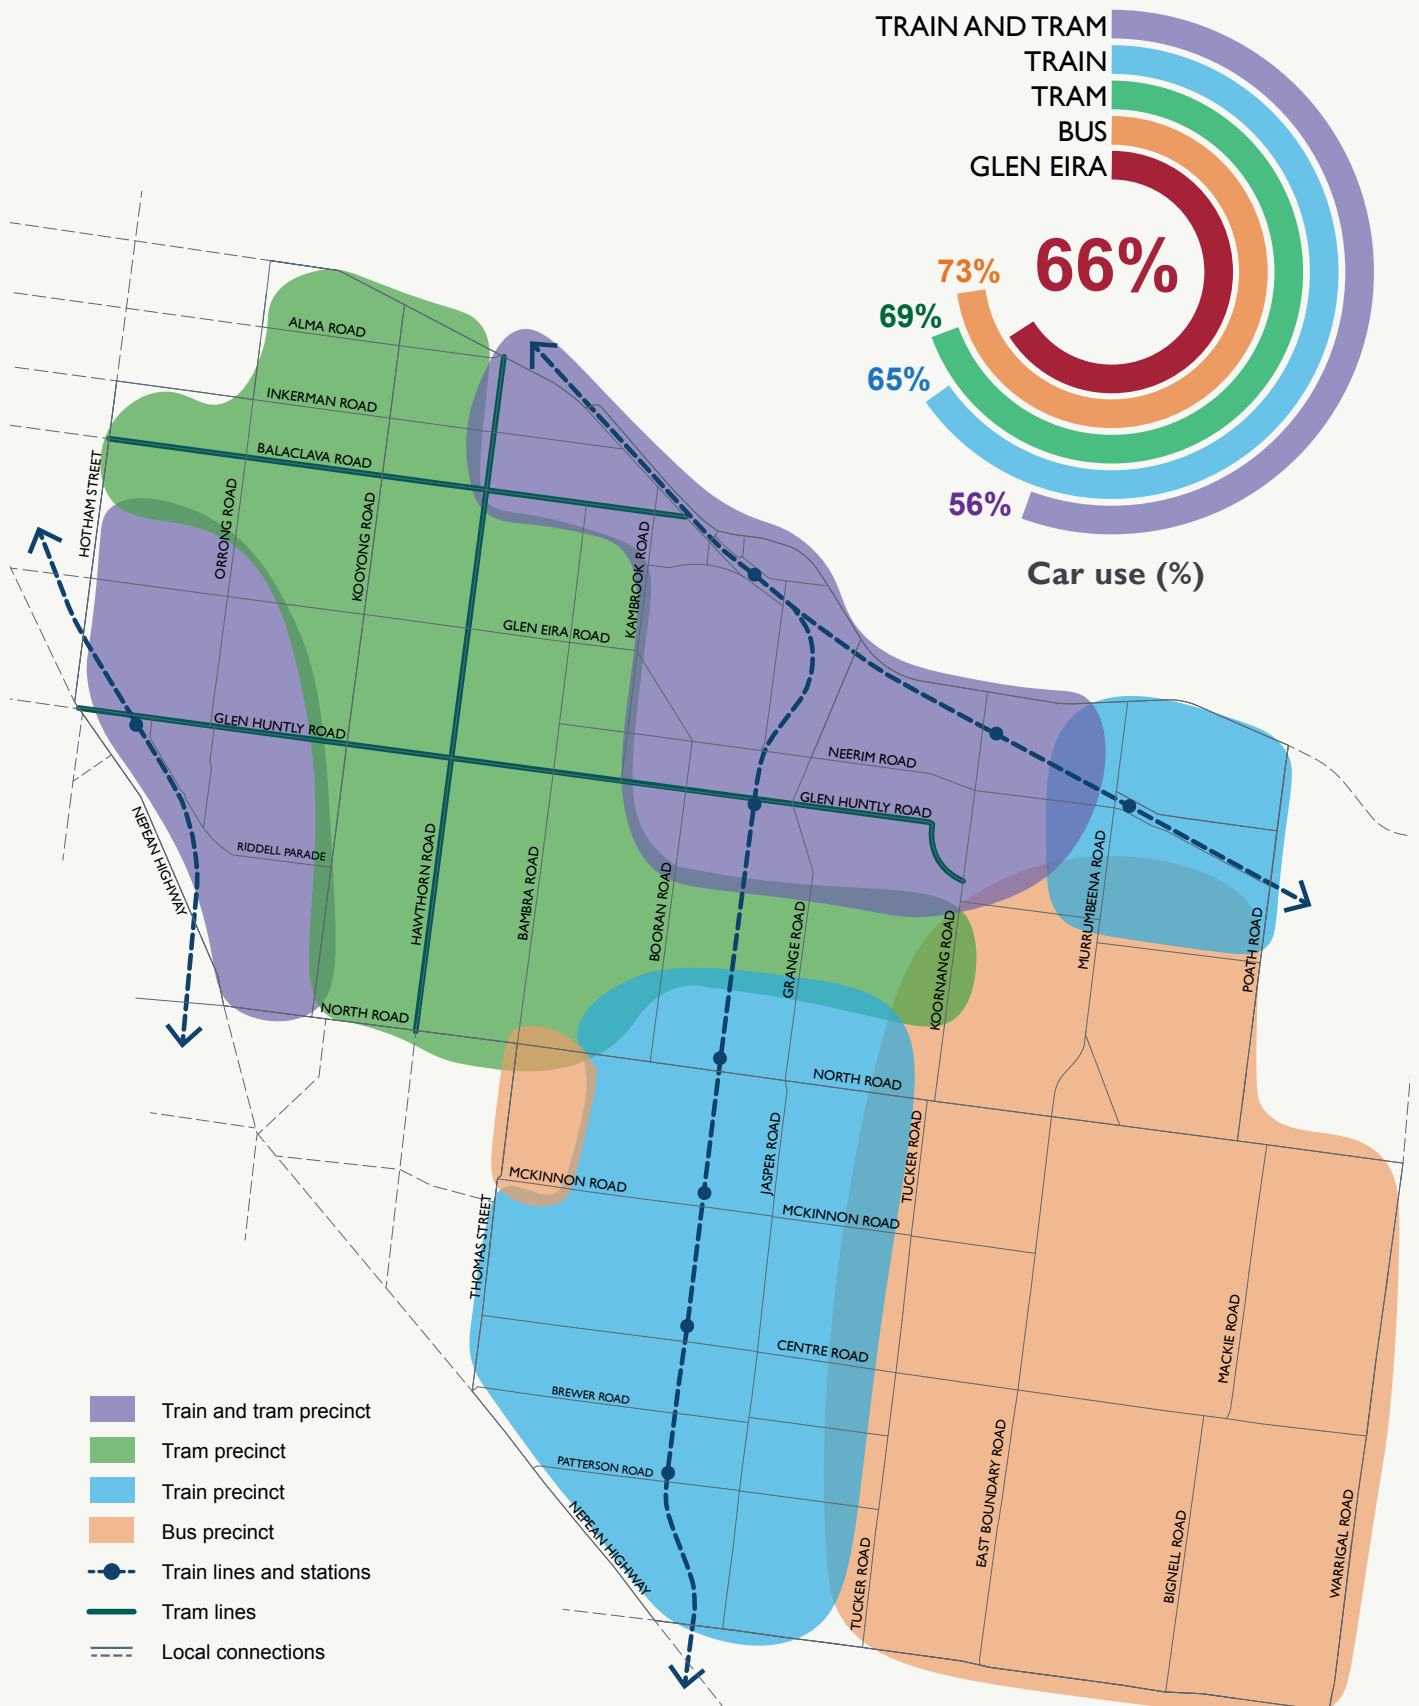 TRAIN AND TRAM
TRAIN
TRAM
BUS
GLEN EIRA
66%
73%
69%
65%
56%
Car use (%)
ALMA ROAD
INKERMAN ROAD
BALACLAVA ROAD
HOTHAM STREET
ORRONG ROAD
KOOYONG ROAD
KAMBROOK ROAD
GLEN EIRA ROAD
GLEN HUNTLY ROAD
NEERIM ROAD
GLEN HUNTLY ROAD
NEPEAN HIGHWAY
RIDDELL PARADE
HAWTHORN ROAD
BAMBRA ROAD
BOORAN ROAD
GRANGE ROAD
KOORNANG ROAD
MURRUMBEENA ROAD
POATH ROAD
NORTH ROAD
NORTH ROAD
JASPER ROAD
TUCKER ROAD
MCKINNON ROAD
MCKINNON ROAD
THOMAS STREET
CENTRE ROAD
MACKIE ROAD
BREWER ROAD
PATTERSON ROAD
NEPEAN HIGHWAY
TUCKER ROAD
EAST BOUNDARY ROAD
BIGNELL ROAD
WARRIGAL ROAD
Train and tram precinct
Tram precinct
Train precinct
Bus precinct
Train lines and stations
Tram lines
Local connections